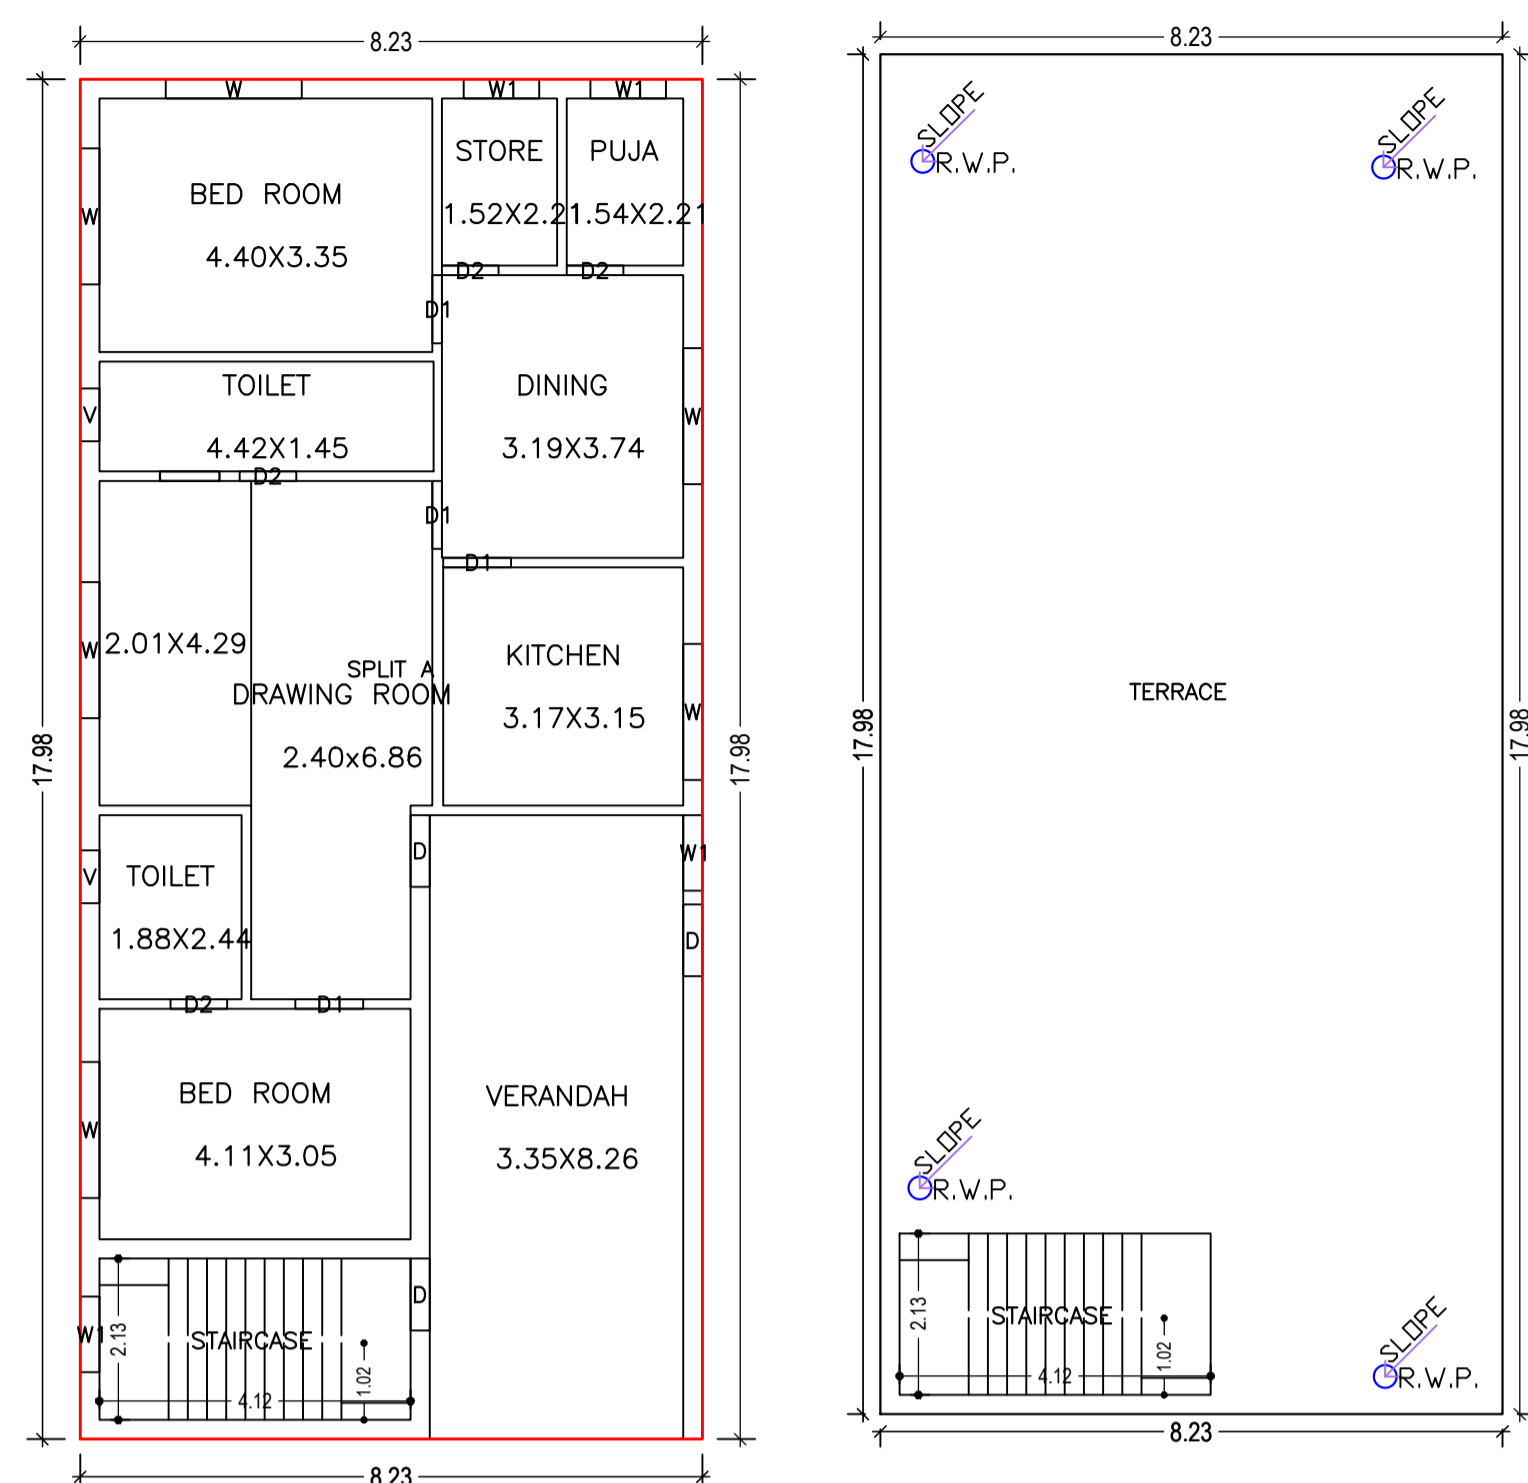 8.23
W
W1
W1
STORE
PUJA
BED ROOM
1.52X2.21
1.54X2.21
W
4.40X3.35
D2
D2
D1
TOILET
DINING
V
W
4.42X1.45
3.19X3.74
D2
D1
D1
2.01X4.29
W
SPLIT A
DRAWING ROOM
KITCHEN
2.40x6.86
3.17X3.15
W
17.98
17.98
D
W1
V
TOILET
1.88X2.44
D
D2
D1
BED ROOM
VERANDAH
W
4.11X3.05
3.35X8.26
D
W1
2.13
STAIRCASE
1.02
4.12
8.23
8.23
SLOPE
R.W.P.
SLOPE
R.W.P.
TERRACE
17.98
17.98
SLOPE
R.W.P.
2.13
STAIRCASE
1.02
4.12
SLOPE
R.W.P.
8.23